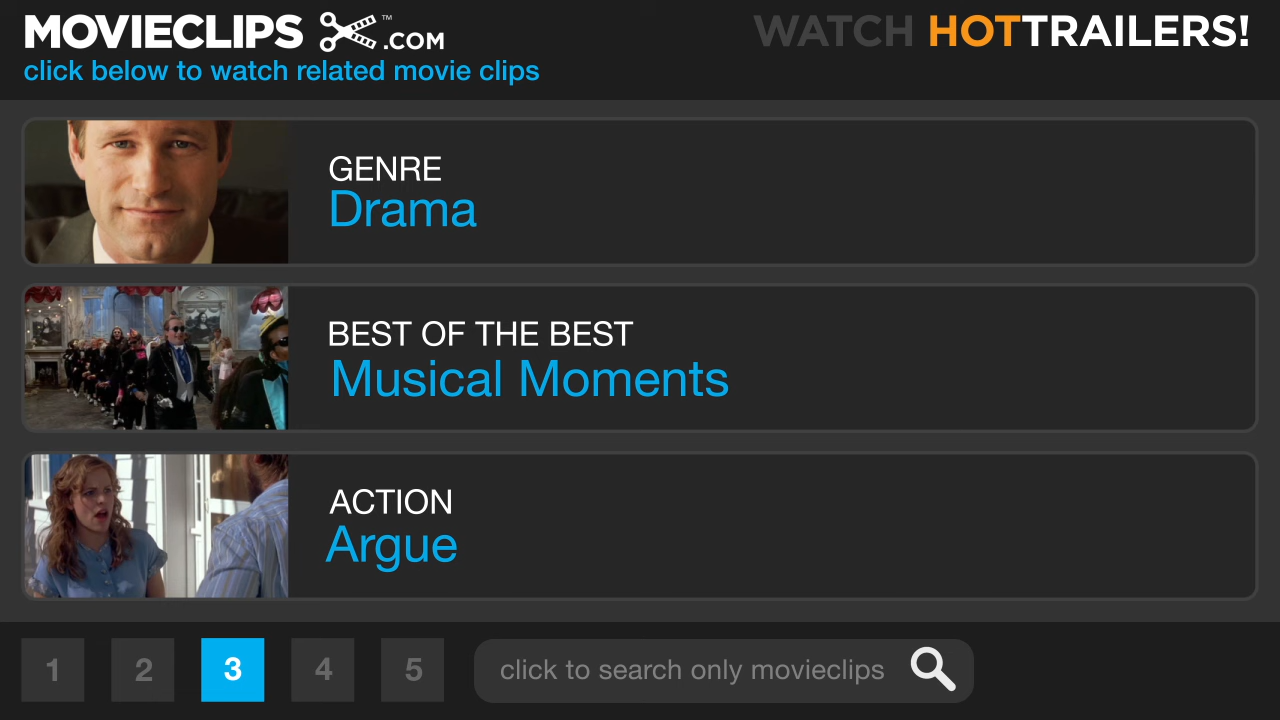 MOVIECLIPS ™ .COM
WATCH HOTTRAILERS!
click below to watch related movie clips
GENRE
Drama
BEST OF THE BEST
Musical Moments
ACTION
Argue
1 2 3 4 5
click to search only movieclips